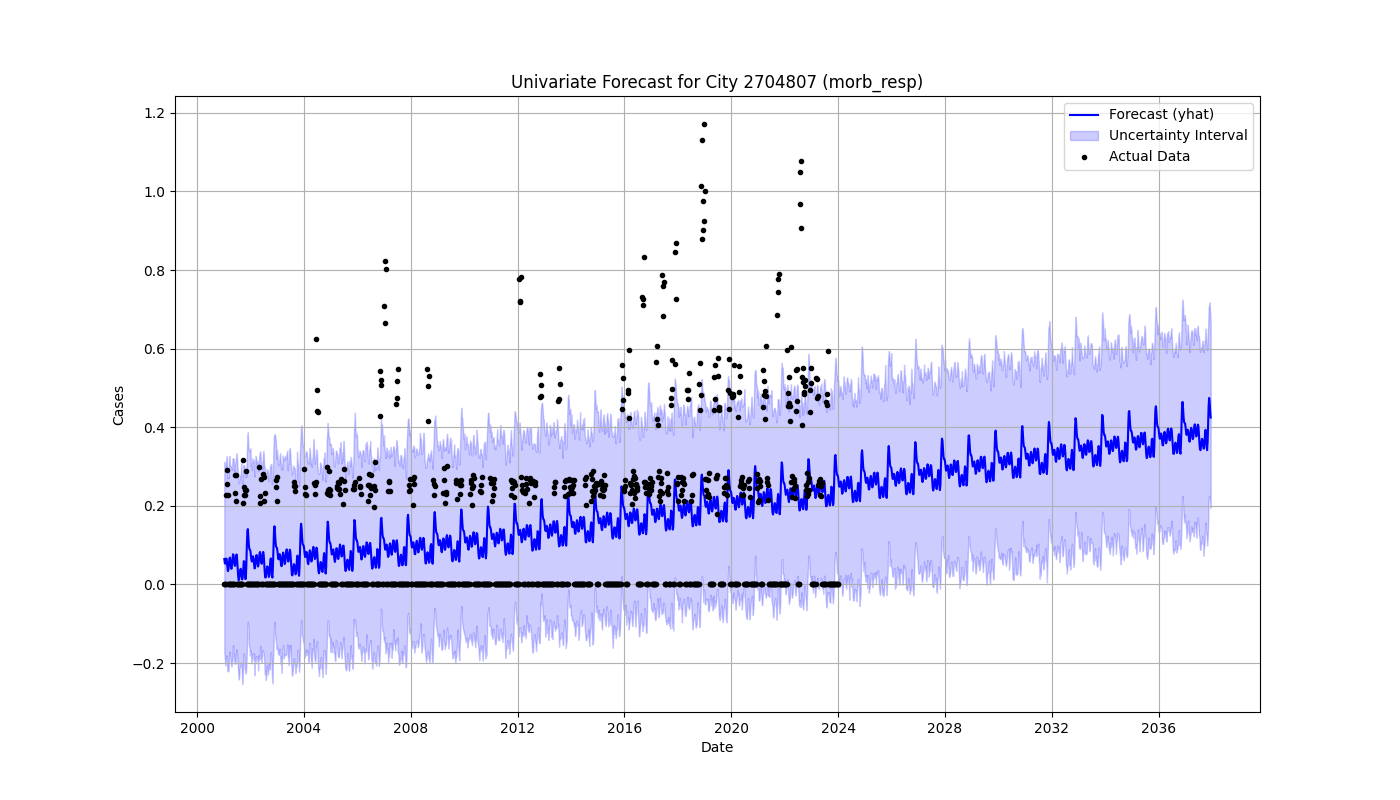 Univariate Forecast for City 2704807 (morb_resp)
Forecast (yhat)
Uncertainty Interval
Actual Data
Cases
1.2
1.0
0.8
0.6
0.4
0.2
0.0
−0.2
2000 2004 2008 2012 2016 2020 2024 2028 2032 2036
Date